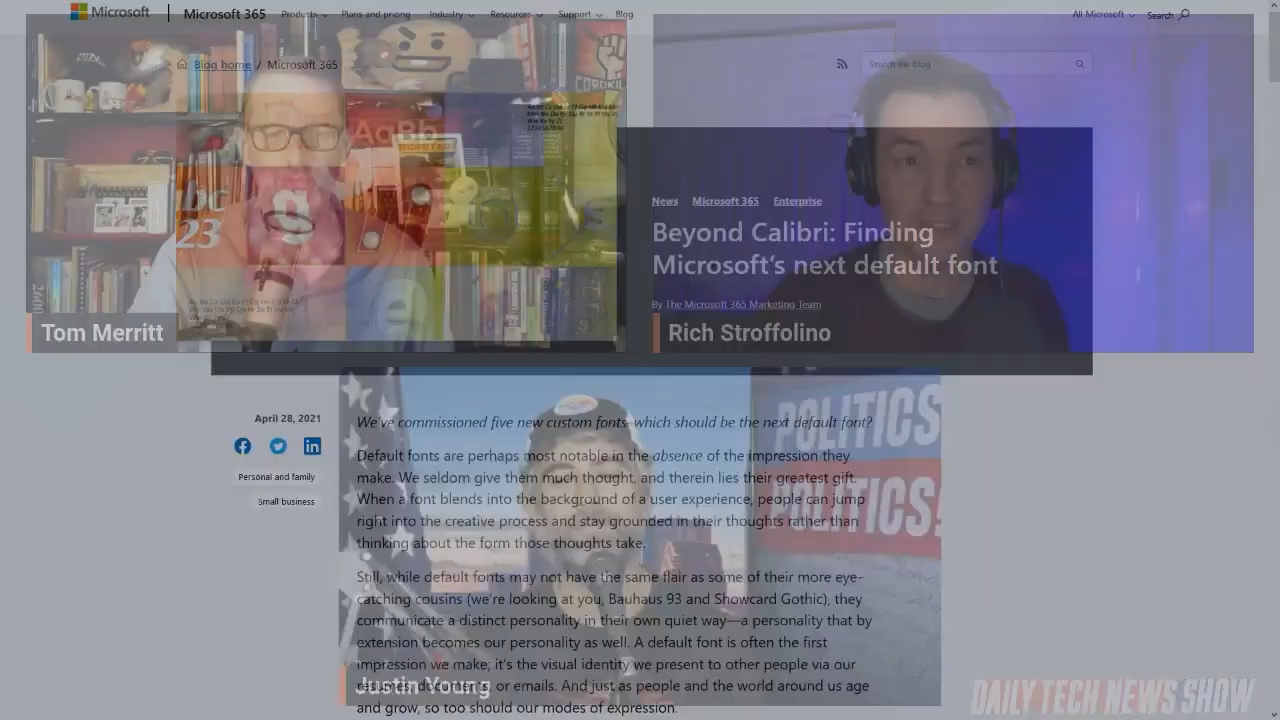 Microsoft | Microsoft 365 Products Plans and pricing Industry Resources Support Blog All Microsoft Search
Blog home / Microsoft 365
Search the blog
AaBb
bc
23
g
e
2600
Tom Merritt
News Microsoft 365 Enterprise
Beyond Calibri: Finding
Microsoft's next default font
By The Microsoft 365 Marketing Team
Rich Stroffolino
April 28, 2021
Personal and family
Small business
We've commissioned five new custom fonts—which should be the next default font?
Default fonts are perhaps most notable in the absence of the impression they
make. We seldom give them much thought, and therein lies their greatest gift.
When a font blends into the background of a user experience, people can jump
right into the creative process and stay grounded in their thoughts rather than
thinking about the form those thoughts take.
Still, while default fonts may not have the same flair as some of their more eye-
catching cousins (we're looking at you, Bauhaus 93 and Showcard Gothic), they
communicate a distinct personality in their own quiet way—a personality that by
extension becomes our personality as well. A default font is often the first
impression we make; it's the visual identity we present to other people via our
resumes, documents, or emails. And just as people and the world around us age
and grow, so too should our modes of expression.
POLITICS
POLITICS!
Justin Young
DAILY TECH NEWS SHOW